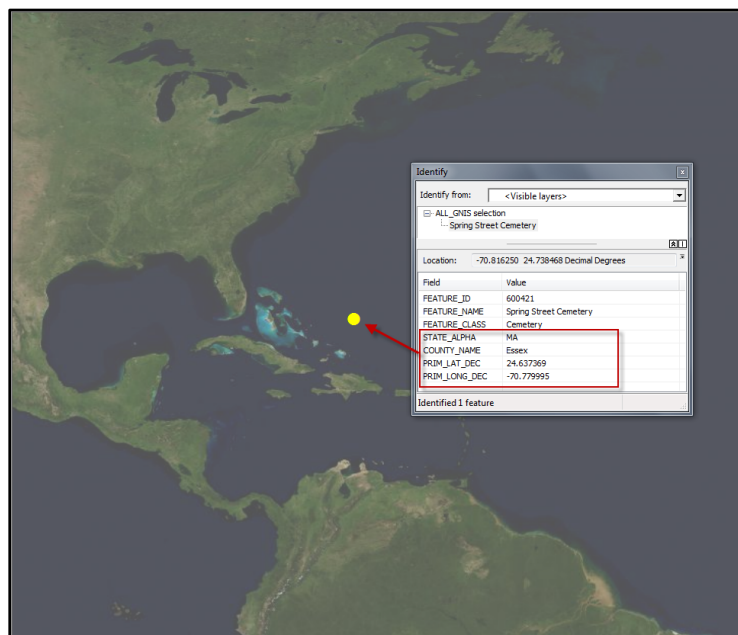 Identify
Identify from: <Visible layers>
ALL_GNIS selection
Spring Street Cemetery
Location: -70.816250 24.738468 Decimal Degrees
Field Value
FEATURE_ID 600421
FEATURE_NAME Spring Street Cemetery
FEATURE_CLASS Cemetery
STATE_ALPHA MA
COUNTY_NAME Essex
PRIM_LAT_DEC 24.637369
PRIM_LONG_DEC -70.779995
Identified 1 feature